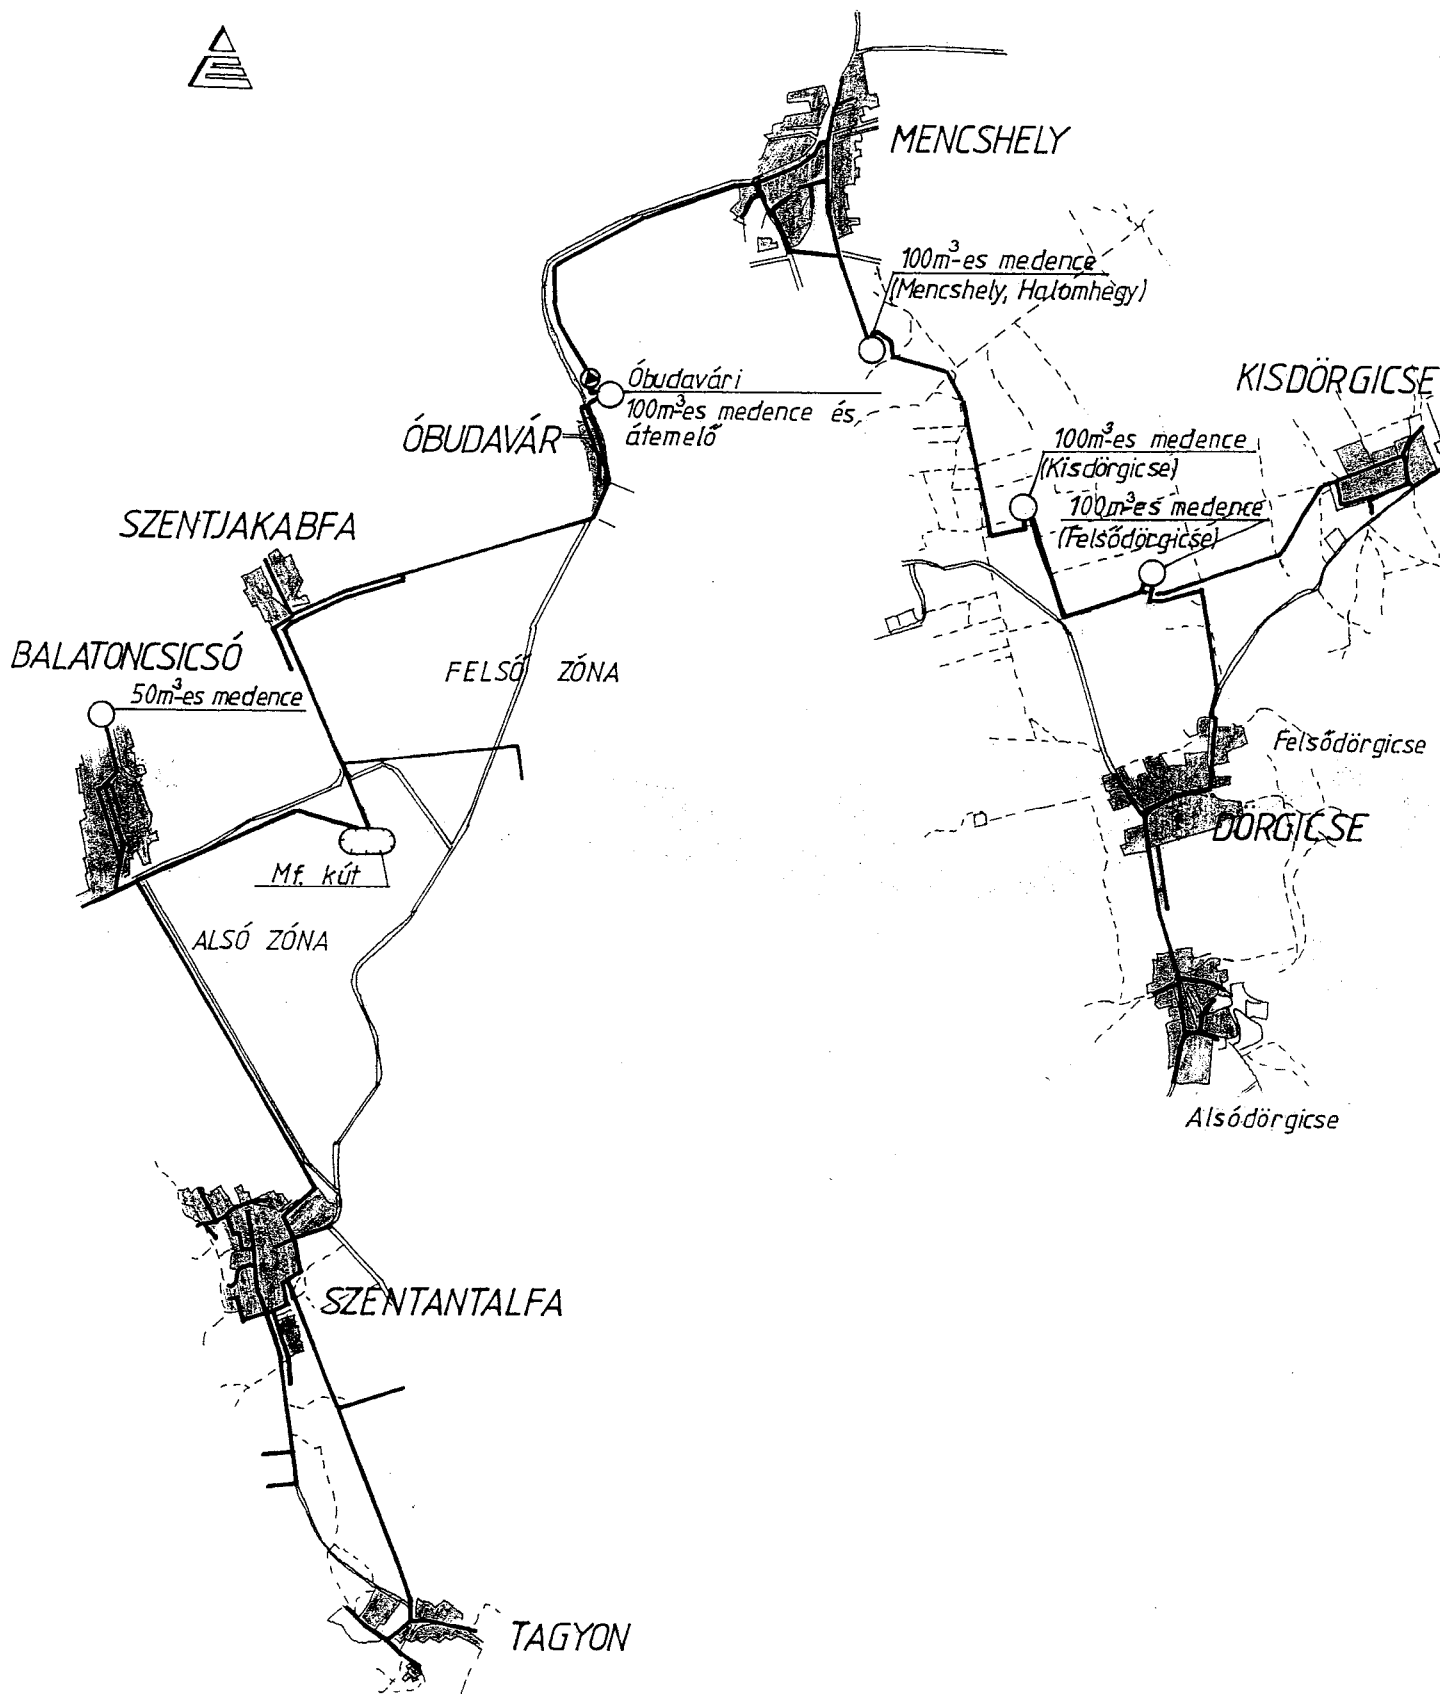 MENCSHELY
100m³-es medence
(Mencshely, Halomhegy)
Óbudavári
100m³-es medence és
átemelő
KISDÖRGICSE
ÓBUDAVÁR
100m³-es medence
(Kisdörgicse)
100m³-es medence
(Felsődörgicse)
SZENTJAKABFA
BALATONCSICSÓ
50m³-es medence
FELSŐ ZÓNA
Felsődörgicse
DÖRGICSE
Mf. kút
ALSÓ ZÓNA
Alsódörgicse
SZENTANTALFA
TAGYON